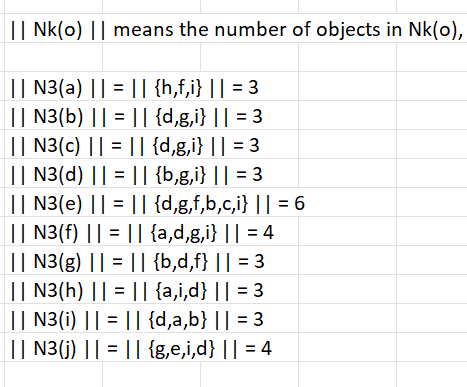 || Nk(o) || means the number of objects in Nk(o),
|| N3(a) || = || {h,f,i} || = 3
|| N3(b) || = || {d,g,i} || = 3
|| N3(c) || = || {d,g,i} || = 3
|| N3(d) || = || {b,g,i} || = 3
|| N3(e) || = || {d,g,f,b,c,i} || = 6
|| N3(f) || = || {a,d,g,i} || = 4
|| N3(g) || = || {b,d,f} || = 3
|| N3(h) || = || {a,i,d} || = 3
|| N3(i) || = || {d,a,b} || = 3
|| N3(j) || = || {g,e,i,d} || = 4